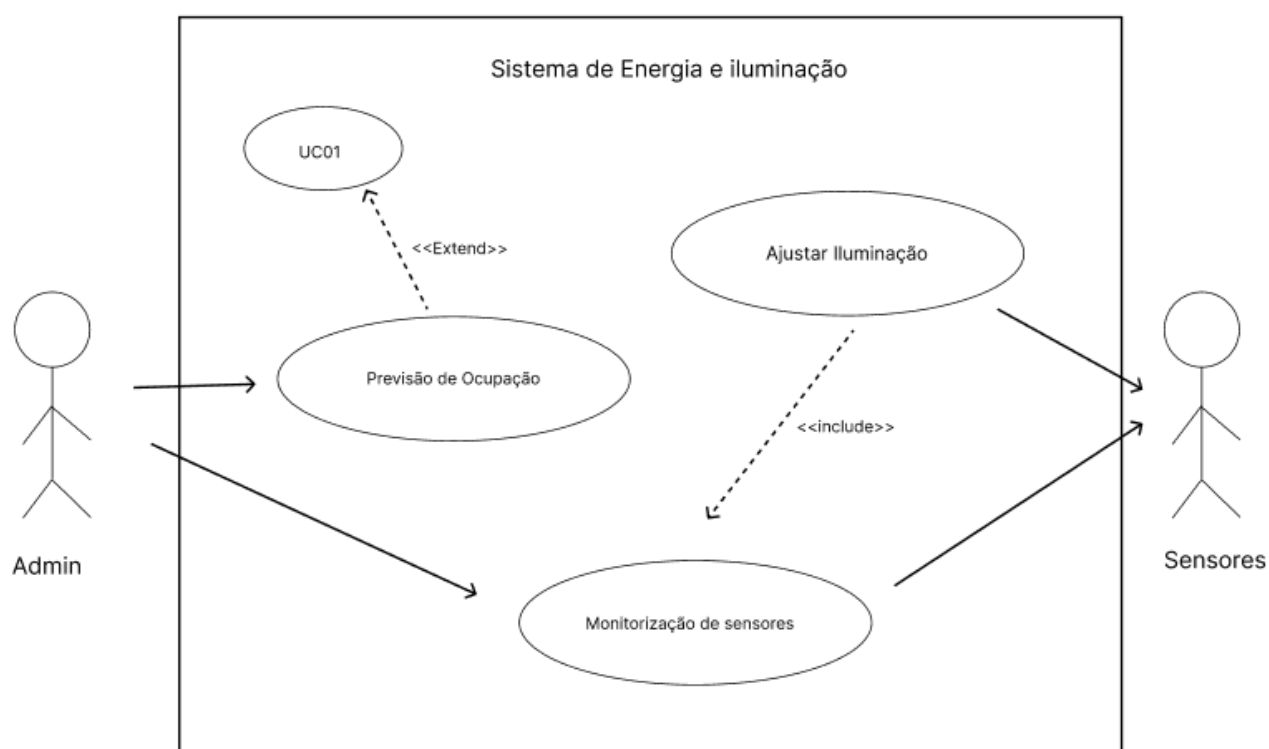 Sistema de Energia e iluminação
UC01
<<Extend>>
Ajustar Iluminação
Previsão de Ocupação
<<include>>
Admin
Sensores
Monitorização de sensores